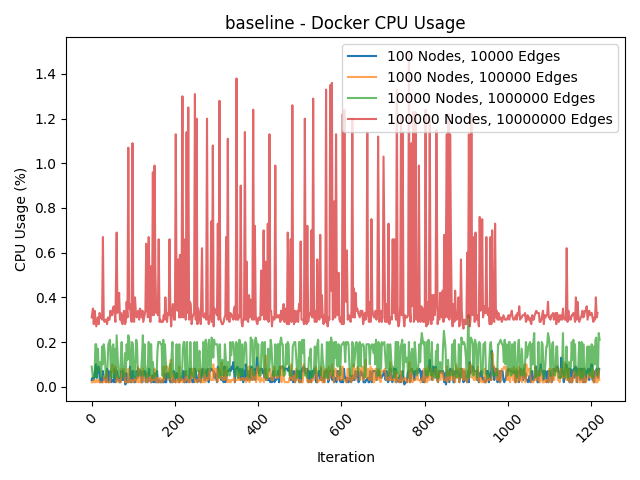 baseline - Docker CPU Usage
100 Nodes, 10000 Edges
1000 Nodes, 100000 Edges
10000 Nodes, 1000000 Edges
100000 Nodes, 10000000 Edges
CPU Usage (%)
1.4
1.2
1.0
0.8
0.6
0.4
0.2
0.0
0
200
400
600
800
1000
1200
Iteration